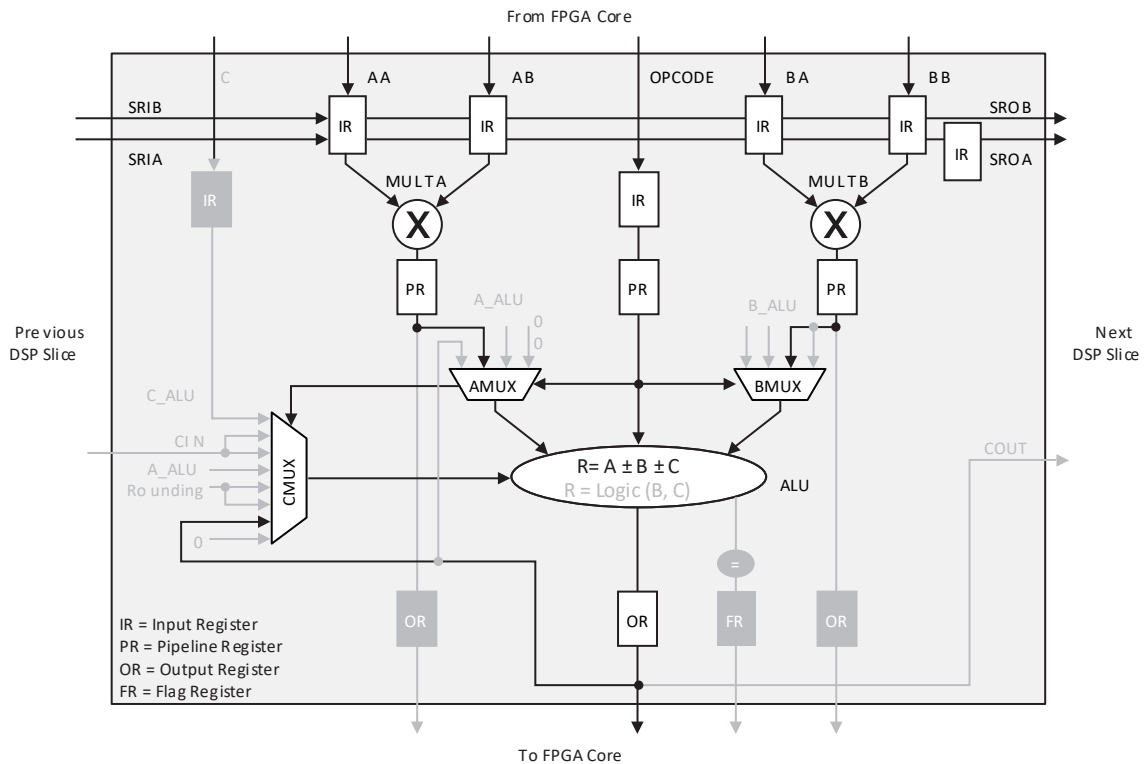 From FPGA Core
C
AA
AB
OPCODE
BA
BB
SRIB
SROB
IR
IR
IR
IR
SRIA
IR
SROA
MULTA
MULTB
IR
IR
X
X
PR
PR
PR
A_ALU
B_ALU
0
0
Previous
DSP Slice
Next
DSP Slice
AMUX
BMUX
C_ALU
CIN
A_ALU
Rounding
0
CMUX
R= A ± B ± C
R = Logic (B, C)
ALU
COUT
=
OR
OR
FR
OR
IR = Input Register
PR = Pipeline Register
OR = Output Register
FR = Flag Register
To FPGA Core